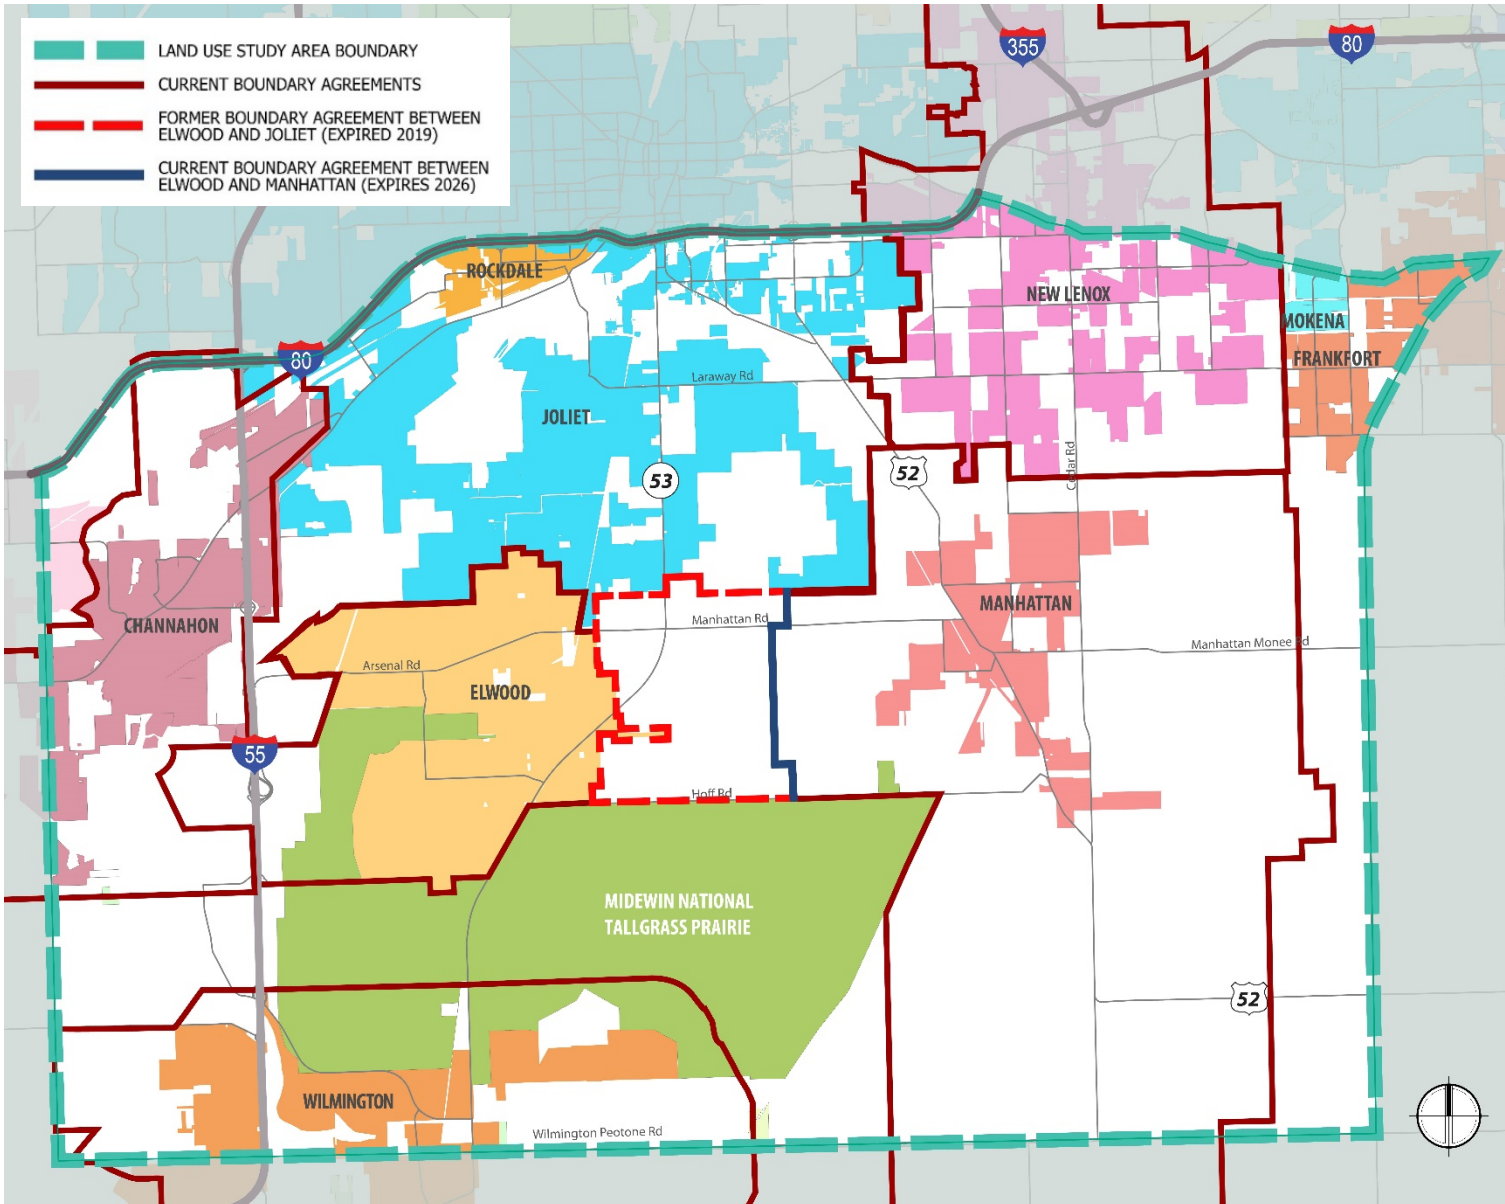 LAND USE STUDY AREA BOUNDARY
CURRENT BOUNDARY AGREEMENTS
FORMER BOUNDARY AGREEMENT BETWEEN
ELWOOD AND JOLIET (EXPIRED 2019)
CURRENT BOUNDARY AGREEMENT BETWEEN
ELWOOD AND MANHATTAN (EXPIRES 2026)
355
80
ROCKDALE
NEW LENOX
MOKENA
FRANKFORT
80
Laraway Rd
JOLIET
Cedar Rd
53
52
MANHATTAN
Manhattan Rd
CHANNAHON
Manhattan Monee Rd
Arsenal Rd
ELWOOD
55
Hoff Rd
MIDEWIN NATIONAL
TALLGRASS PRAIRIE
52
WILMINGTON
Wilmington Peotone Rd